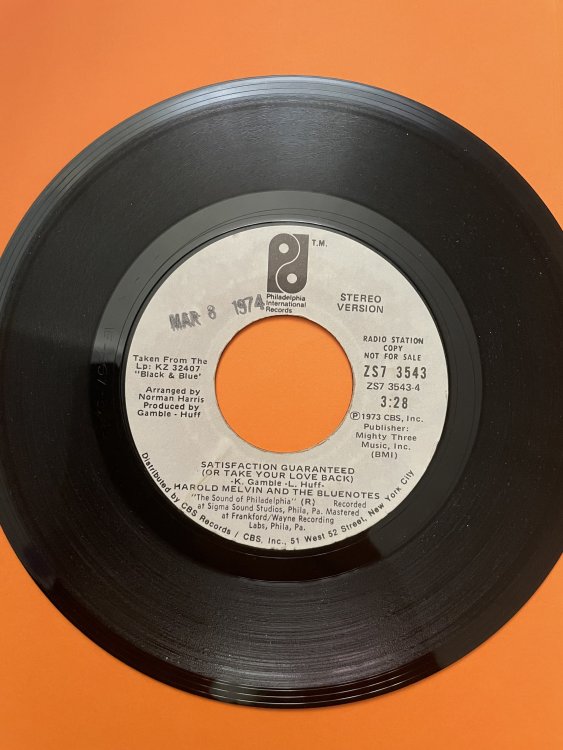 T.M.
Philadelphia
International
Records
MAR 8 1974
STEREO
VERSION
Taken From The
Lp: KZ 32407
"Black & Blue"
Arranged by
Norman Harris
Produced by
Gamble - Huff
RADIO STATION
COPY
NOT FOR SALE
ZS7 3543
ZS7 3543-4
3:28
Ⓟ1973 CBS, Inc.
Publisher:
Mighty Three
Music, Inc.
(BMI)
SATISFACTION GUARANTEED
(OR TAKE YOUR LOVE BACK)
-K. Gamble -L. Huff-
HAROLD MELVIN AND THE BLUENOTES
"The Sound of Philadelphia" (R) Recorded
at Sigma Sound Studios, Phila, Pa. Mastered
at Frankford/Wayne Recording
Labs, Phila, Pa.
Distributed by CBS Records / CBS, Inc., 51 West 52 Street, New York City